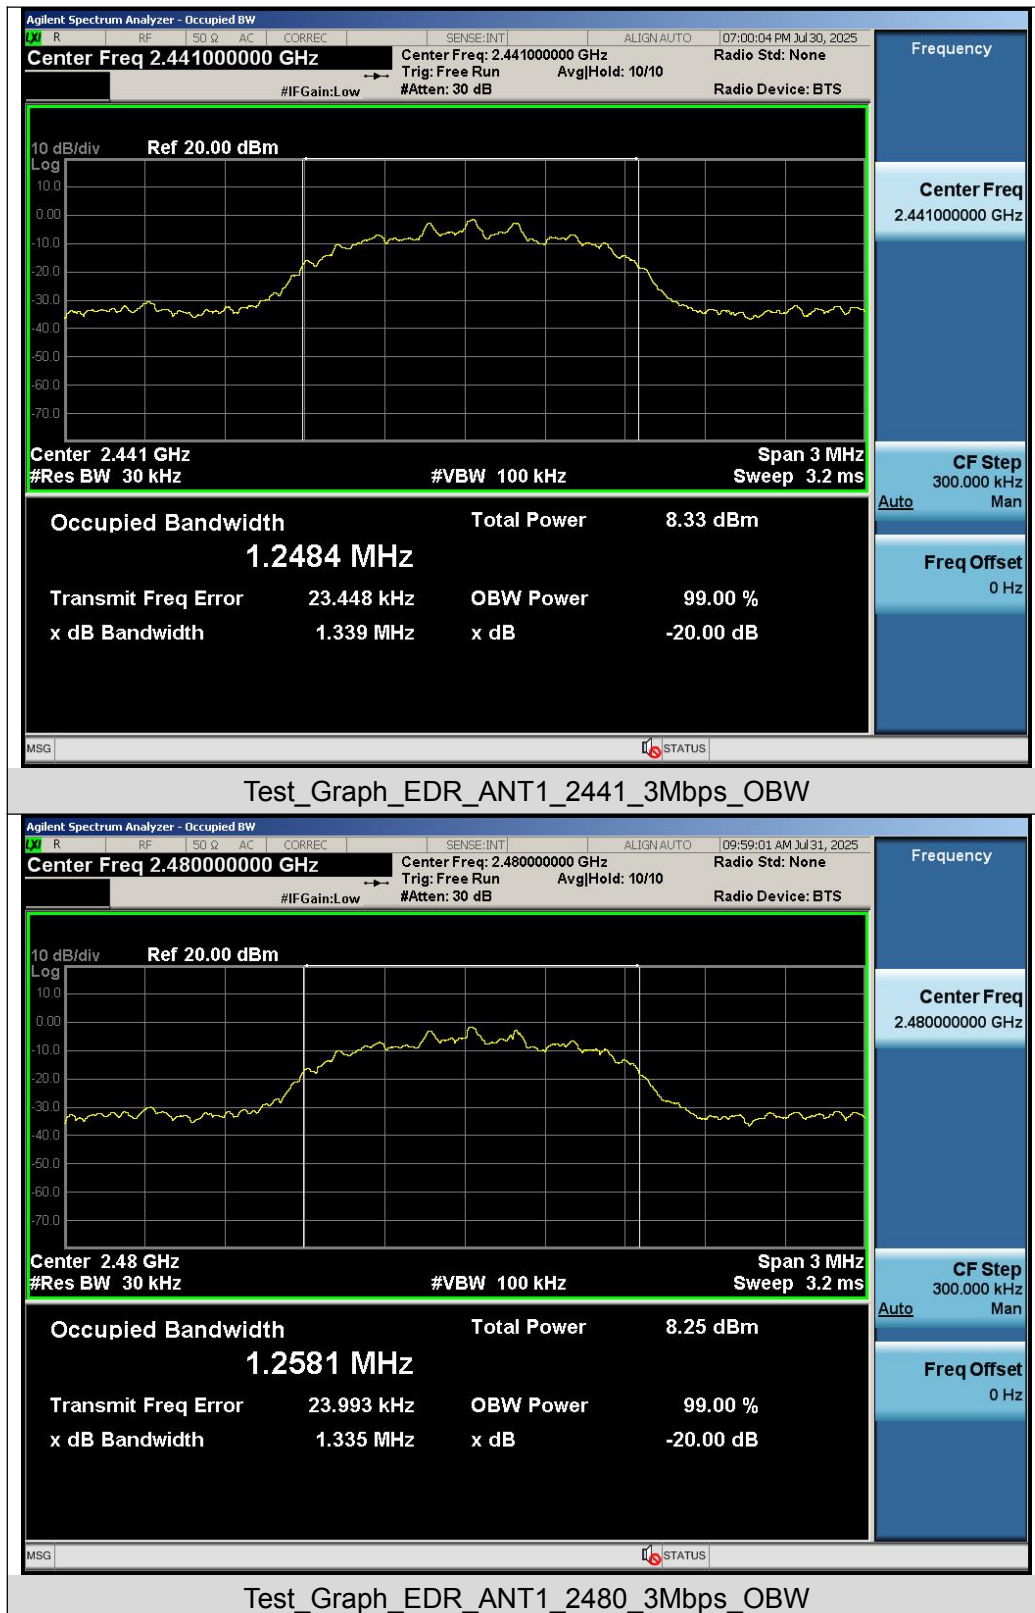 Agilent Spectrum Analyzer - Occupied BW
LXI R RF 50 Ω AC CORREC SENSE:INT ALIGN AUTO 07:00:04 PM Jul 30, 2025
Center Freq 2.441000000 GHz Center Freq: 2.441000000 GHz Radio Std: None
Trig: Free Run Avg|Hold: 10/10
#IFGain:Low #Atten: 30 dB Radio Device: BTS
Frequency
10 dB/div Ref 20.00 dBm
Log
10.0
0.00
-10.0
-20.0
-30.0
-40.0
-50.0
-60.0
-70.0
Center Freq
2.441000000 GHz
Center 2.441 GHz Span 3 MHz
#Res BW 30 kHz #VBW 100 kHz Sweep 3.2 ms
CF Step
300.000 kHz
Auto Man
Freq Offset
0 Hz
Occupied Bandwidth Total Power 8.33 dBm
1.2484 MHz
Transmit Freq Error 23.448 kHz OBW Power 99.00 %
x dB Bandwidth 1.339 MHz x dB -20.00 dB
MSG STATUS
Test_Graph_EDR_ANT1_2441_3Mbps_OBW
Agilent Spectrum Analyzer - Occupied BW
LXI R RF 50 Ω AC CORREC SENSE:INT ALIGN AUTO 09:59:01 AM Jul 31, 2025
Center Freq 2.480000000 GHz Center Freq: 2.480000000 GHz Radio Std: None
Trig: Free Run Avg|Hold: 10/10
#IFGain:Low #Atten: 30 dB Radio Device: BTS
Frequency
10 dB/div Ref 20.00 dBm
Log
10.0
0.00
-10.0
-20.0
-30.0
-40.0
-50.0
-60.0
-70.0
Center Freq
2.480000000 GHz
Center 2.48 GHz Span 3 MHz
#Res BW 30 kHz #VBW 100 kHz Sweep 3.2 ms
CF Step
300.000 kHz
Auto Man
Freq Offset
0 Hz
Occupied Bandwidth Total Power 8.25 dBm
1.2581 MHz
Transmit Freq Error 23.993 kHz OBW Power 99.00 %
x dB Bandwidth 1.335 MHz x dB -20.00 dB
MSG STATUS
Test_Graph_EDR_ANT1_2480_3Mbps_OBW